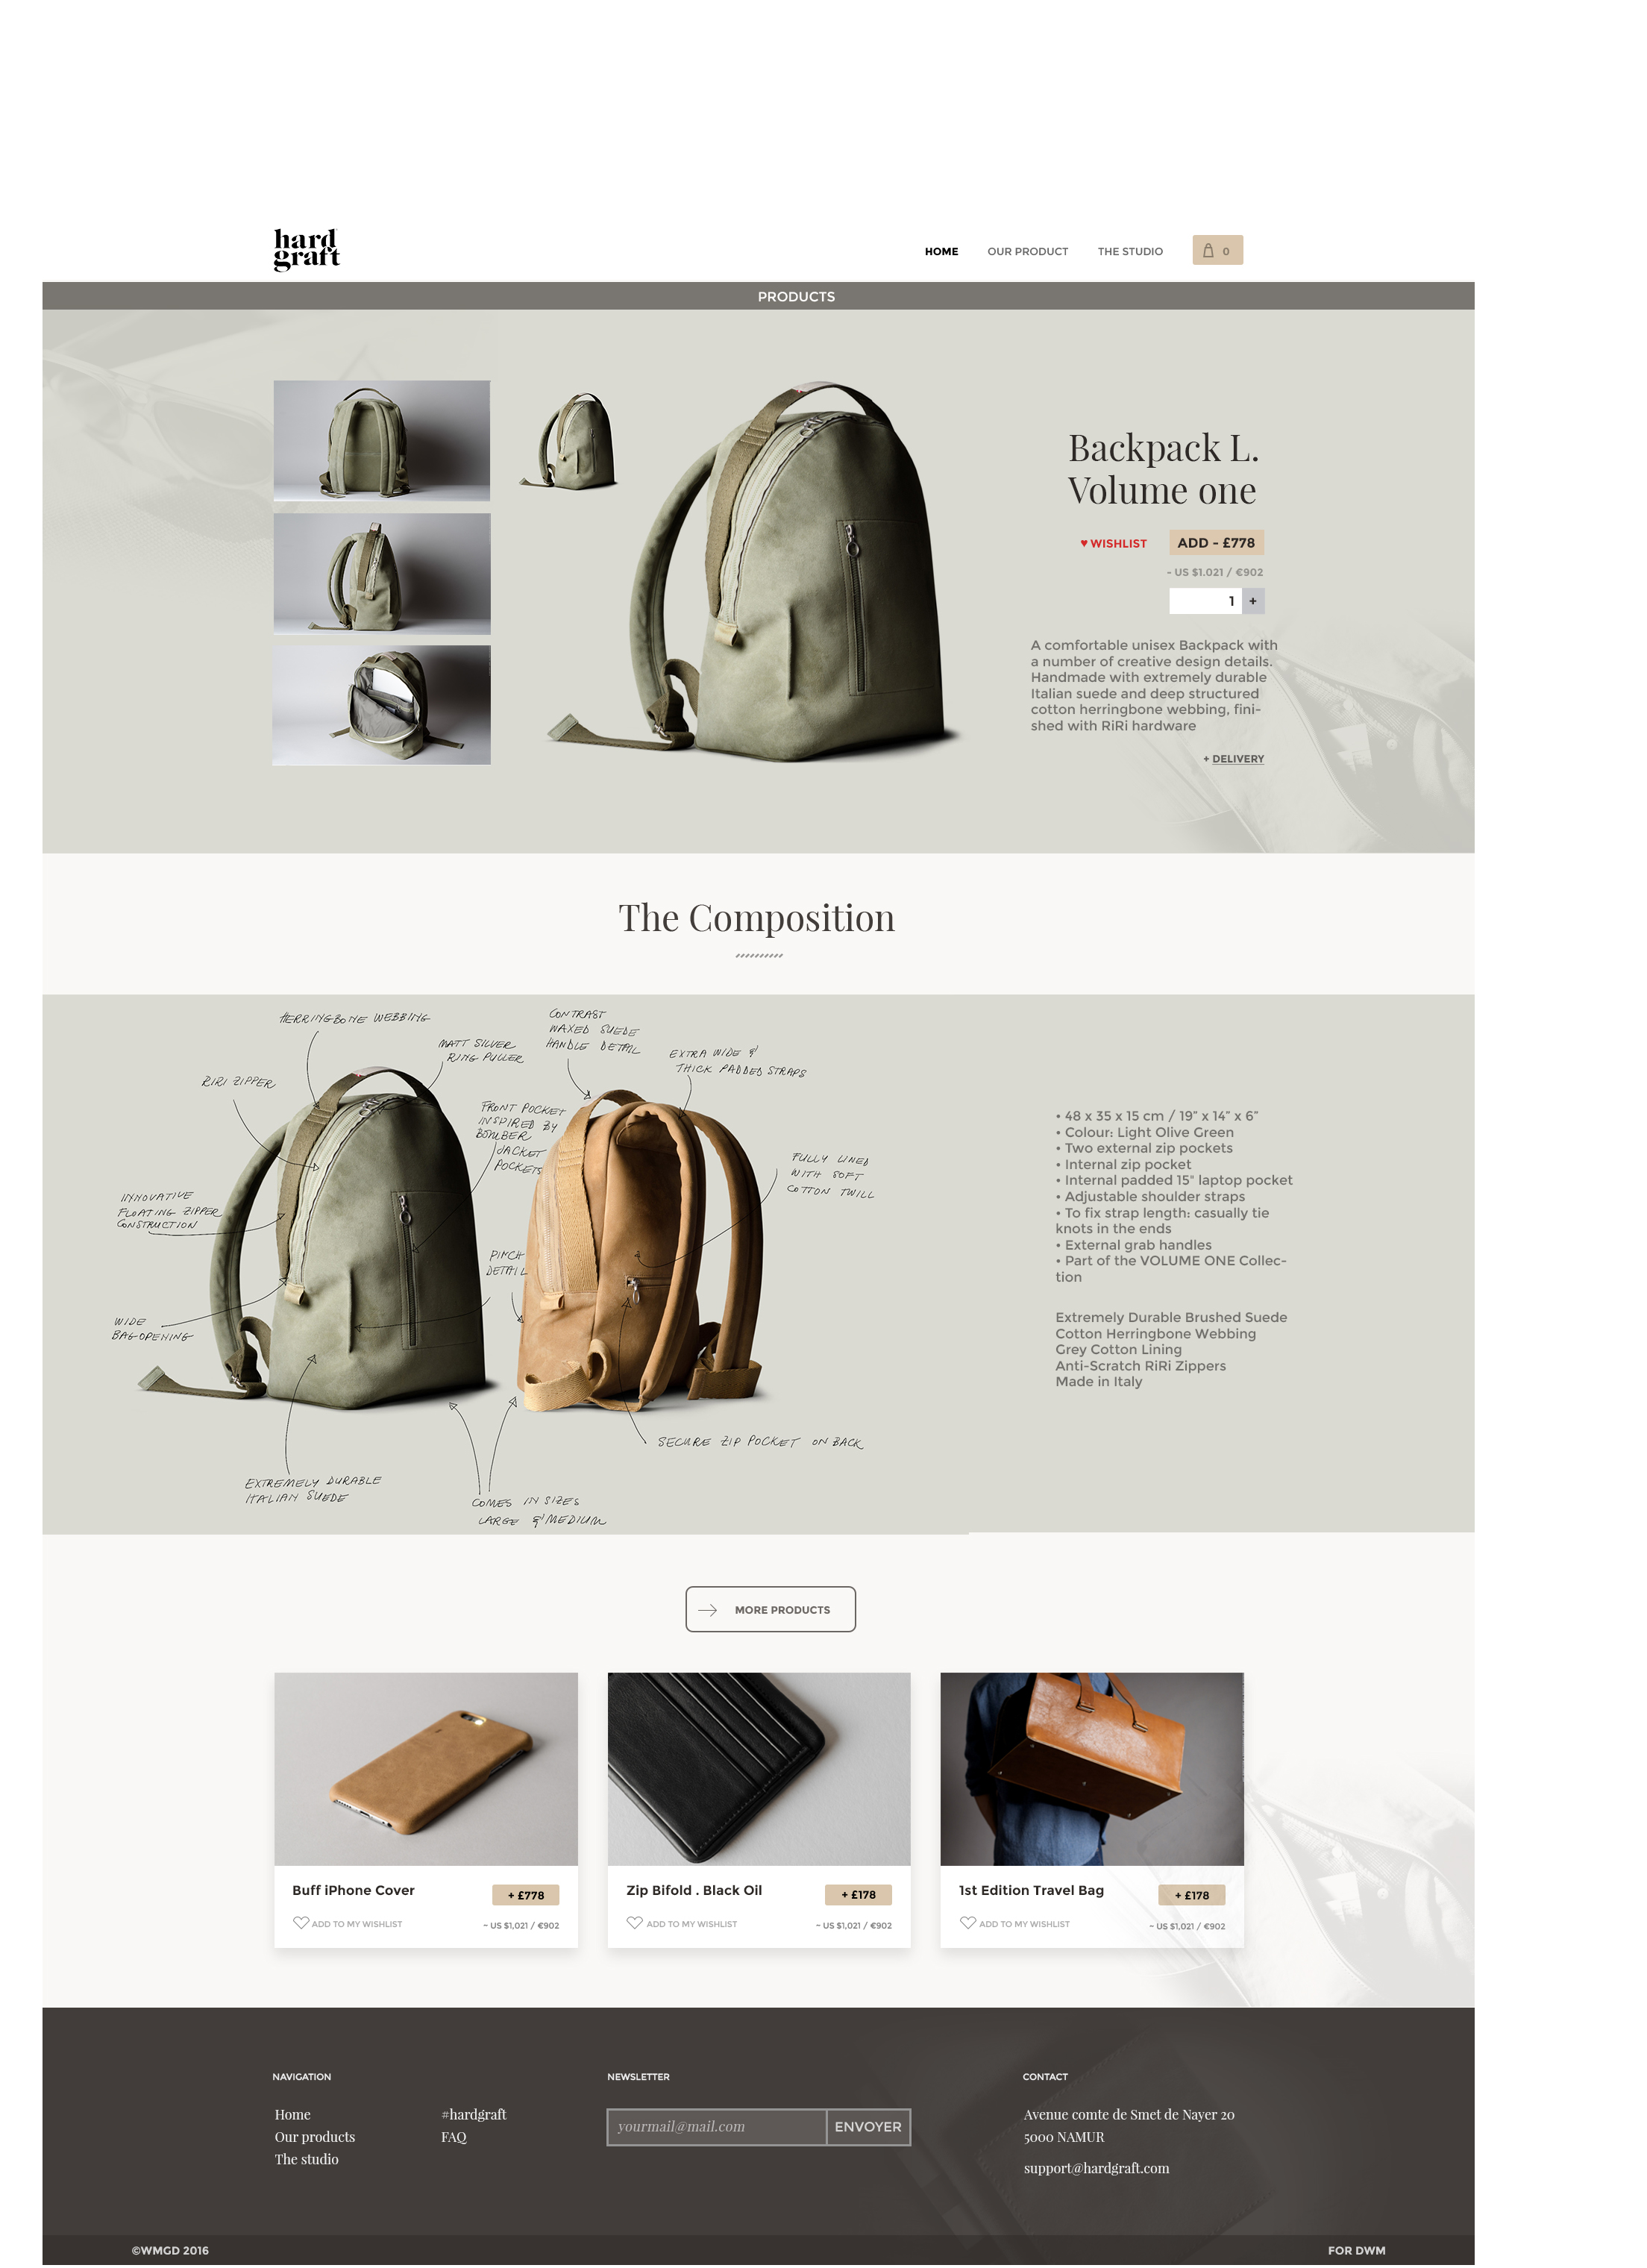 hard
graft
HOME
OUR PRODUCT
THE STUDIO
0
PRODUCTS
Backpack L.
Volume one
♥ WISHLIST
ADD - £778
~ US $1.021 / €902
1 +
A comfortable unisex Backpack with
a number of creative design details.
Handmade with extremely durable
Italian suede and deep structured
cotton herringbone webbing, fini-
shed with RiRi hardware
+ DELIVERY
The Composition
HERRINGBONE WEBBING
MATT SILVER
RING PULLER
CONTRAST
WAXED SUEDE
HANDLE DETAIL
EXTRA WIDE &
THICK PADDED STRAPS
RIRI ZIPPER
FRONT POCKET
INSPIRED BY
BOMBER
JACKET
POCKETS
FULLY LINED
WITH SOFT
COTTON TWILL
INNOVATIVE
FLOATING ZIPPER
CONSTRUCTION
PINCH
DETAIL
WIDE
BAG OPENING
SECURE ZIP POCKET ON BACK
EXTREMELY DURABLE
ITALIAN SUEDE
COMES IN SIZES
LARGE & MEDIUM
• 48 x 35 x 15 cm / 19" x 14" x 6"
• Colour: Light Olive Green
• Two external zip pockets
• Internal zip pocket
• Internal padded 15" laptop pocket
• Adjustable shoulder straps
• To fix strap length: casually tie
knots in the ends
• External grab handles
• Part of the VOLUME ONE Collec-
tion
Extremely Durable Brushed Suede
Cotton Herringbone Webbing
Grey Cotton Lining
Anti-Scratch RiRi Zippers
Made in Italy
MORE PRODUCTS
Buff iPhone Cover
+ £778
ADD TO MY WISHLIST
~ US $1,021 / €902
Zip Bifold . Black Oil
+ £178
ADD TO MY WISHLIST
~ US $1,021 / €902
1st Edition Travel Bag
+ £178
ADD TO MY WISHLIST
~ US $1,021 / €902
NAVIGATION
Home
Our products
The studio
#hardgraft
FAQ
NEWSLETTER
yourmail@mail.com
ENVOYER
CONTACT
Avenue comte de Smet de Nayer 20
5000 NAMUR
support@hardgraft.com
©WMGD 2016
FOR DWM